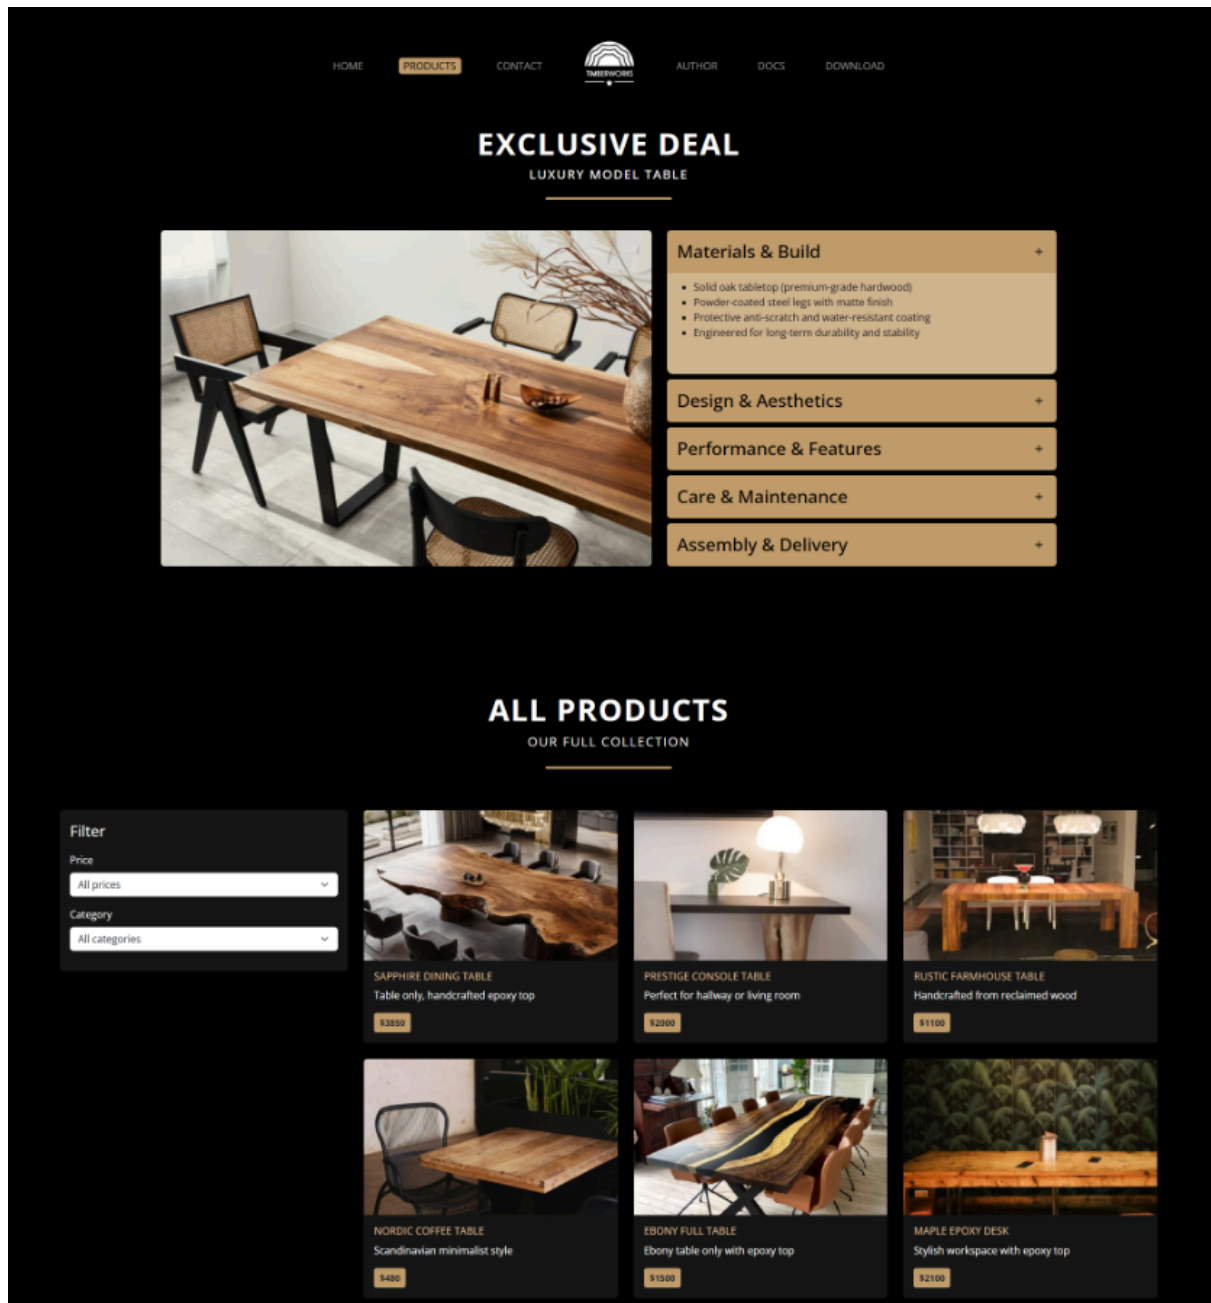 HOME PRODUCTS CONTACT TIMBERWORKS AUTHOR DOCS DOWNLOAD
EXCLUSIVE DEAL
LUXURY MODEL TABLE
Materials & Build +
• Solid oak tabletop (premium-grade hardwood)
• Powder-coated steel legs with matte finish
• Protective anti-scratch and water-resistant coating
• Engineered for long-term durability and stability
Design & Aesthetics +
Performance & Features +
Care & Maintenance +
Assembly & Delivery +
ALL PRODUCTS
OUR FULL COLLECTION
Filter
Price
All prices
Category
All categories
SAPPHIRE DINING TABLE
Table only, handcrafted epoxy top
$3850
PRESTIGE CONSOLE TABLE
Perfect for hallway or living room
$2000
RUSTIC FARMHOUSE TABLE
Handcrafted from reclaimed wood
$1100
NORDIC COFFEE TABLE
Scandinavian minimalist style
$480
EBONY FULL TABLE
Ebony table only with epoxy top
$1500
MAPLE EPOXY DESK
Stylish workspace with epoxy top
$2100